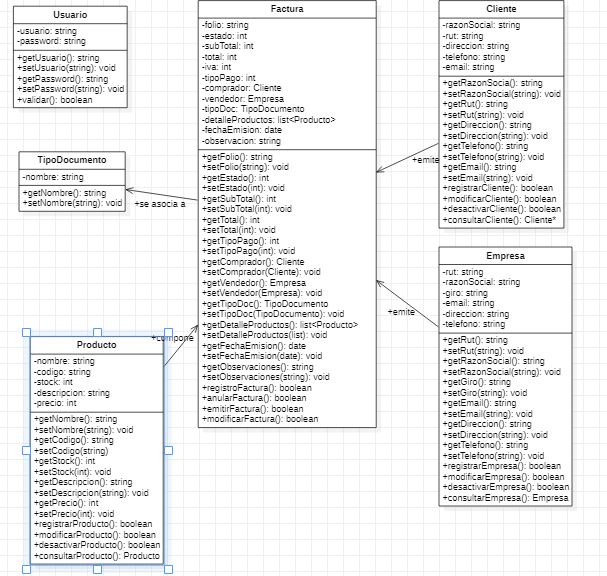 Usuario
-usuario: string
-password: string
+getUsuario(): string
+setUsuario(string): void
+getPassword(): string
+setPassword(string): void
+validar(): boolean
TipoDocumento
-nombre: string
+getNombre(): string
+setNombre(string): void
+se asocia a
Producto
-nombre: string
-codigo: string
-stock: int
-descripcion: string
-precio: int
+getNombre(): string
+setNombre(string): void
+getCodigo(): string
+setCodigo(string)
+getStock(): int
+setStock(int): void
+getDescripcion(): string
+setDescripcion(string): void
+getPrecio(): int
+setPrecio(int): void
+registrarProducto(): boolean
+modificarProducto(): boolean
+desactivarProducto(): boolean
+consultarProducto(): Producto
+compone
Factura
-folio: string
-estado: int
-subTotal: int
-total: int
-iva: int
-tipoPago: int
-comprador: Cliente
-vendedor: Empresa
-tipoDoc: TipoDocumento
-detalleProductos: list<Producto>
-fechaEmision: date
-observacion: string
+getFolio(): string
+setFolio(string): void
+getEstado(): int
+setEstado(int): void
+getSubTotal(): int
+setSubTotal(int): void
+getTotal(): int
+setTotal(int): void
+getTipoPago(): int
+setTipoPago(int): void
+getComprador(): Cliente
+setComprador(Cliente): void
+getVendedor(): Empresa
+setVendedor(Empresa): void
+getTipoDoc(): TipoDocumento
+setTipoDoc(TipoDocumento): void
+getDetalleProductos(): list<Producto>
+setDetalleProductos(list): void
+getFechaEmision(): date
+setFechaEmision(date): void
+getObservaciones(): string
+setObservaciones(string): void
+registroFactura(): boolean
+anularFactura(): boolean
+emitirFactura(): boolean
+modificarFactura(): boolean
+emite
+emite
Cliente
-razonSocial: string
-rut: string
-direccion: string
-telefono: string
-email: string
+getRazonSocia(): string
+setRazonSocial(string): void
+getRut(): string
+setRut(string): void
+getDireccion(): string
+setDireccion(string): void
+getTelefono(): string
+setTelefono(string): void
+getEmail(): string
+setEmail(string): void
+registrarCliente(): boolean
+modificarCliente(): boolean
+desactivarCliente(): boolean
+consultarCliente(): Cliente*
Empresa
-rut: string
-razonSocial: string
-giro: string
-email: string
-direccion: string
-telefono: string
+getRut(): string
+setRut(string): void
+getRazonSocial(): string
+setRazonSocial(string): void
+getGiro(): string
+setGiro(string): void
+getEmail(): string
+setEmail(string): void
+getDireccion(): string
+setDireccion(string): void
+getTelefono(): string
+setTelefono(string): void
+registrarEmpresa(): boolean
+modificarEmpresa(): boolean
+desactivarEmpresa(): boolean
+consultarEmpresa(): Empresa